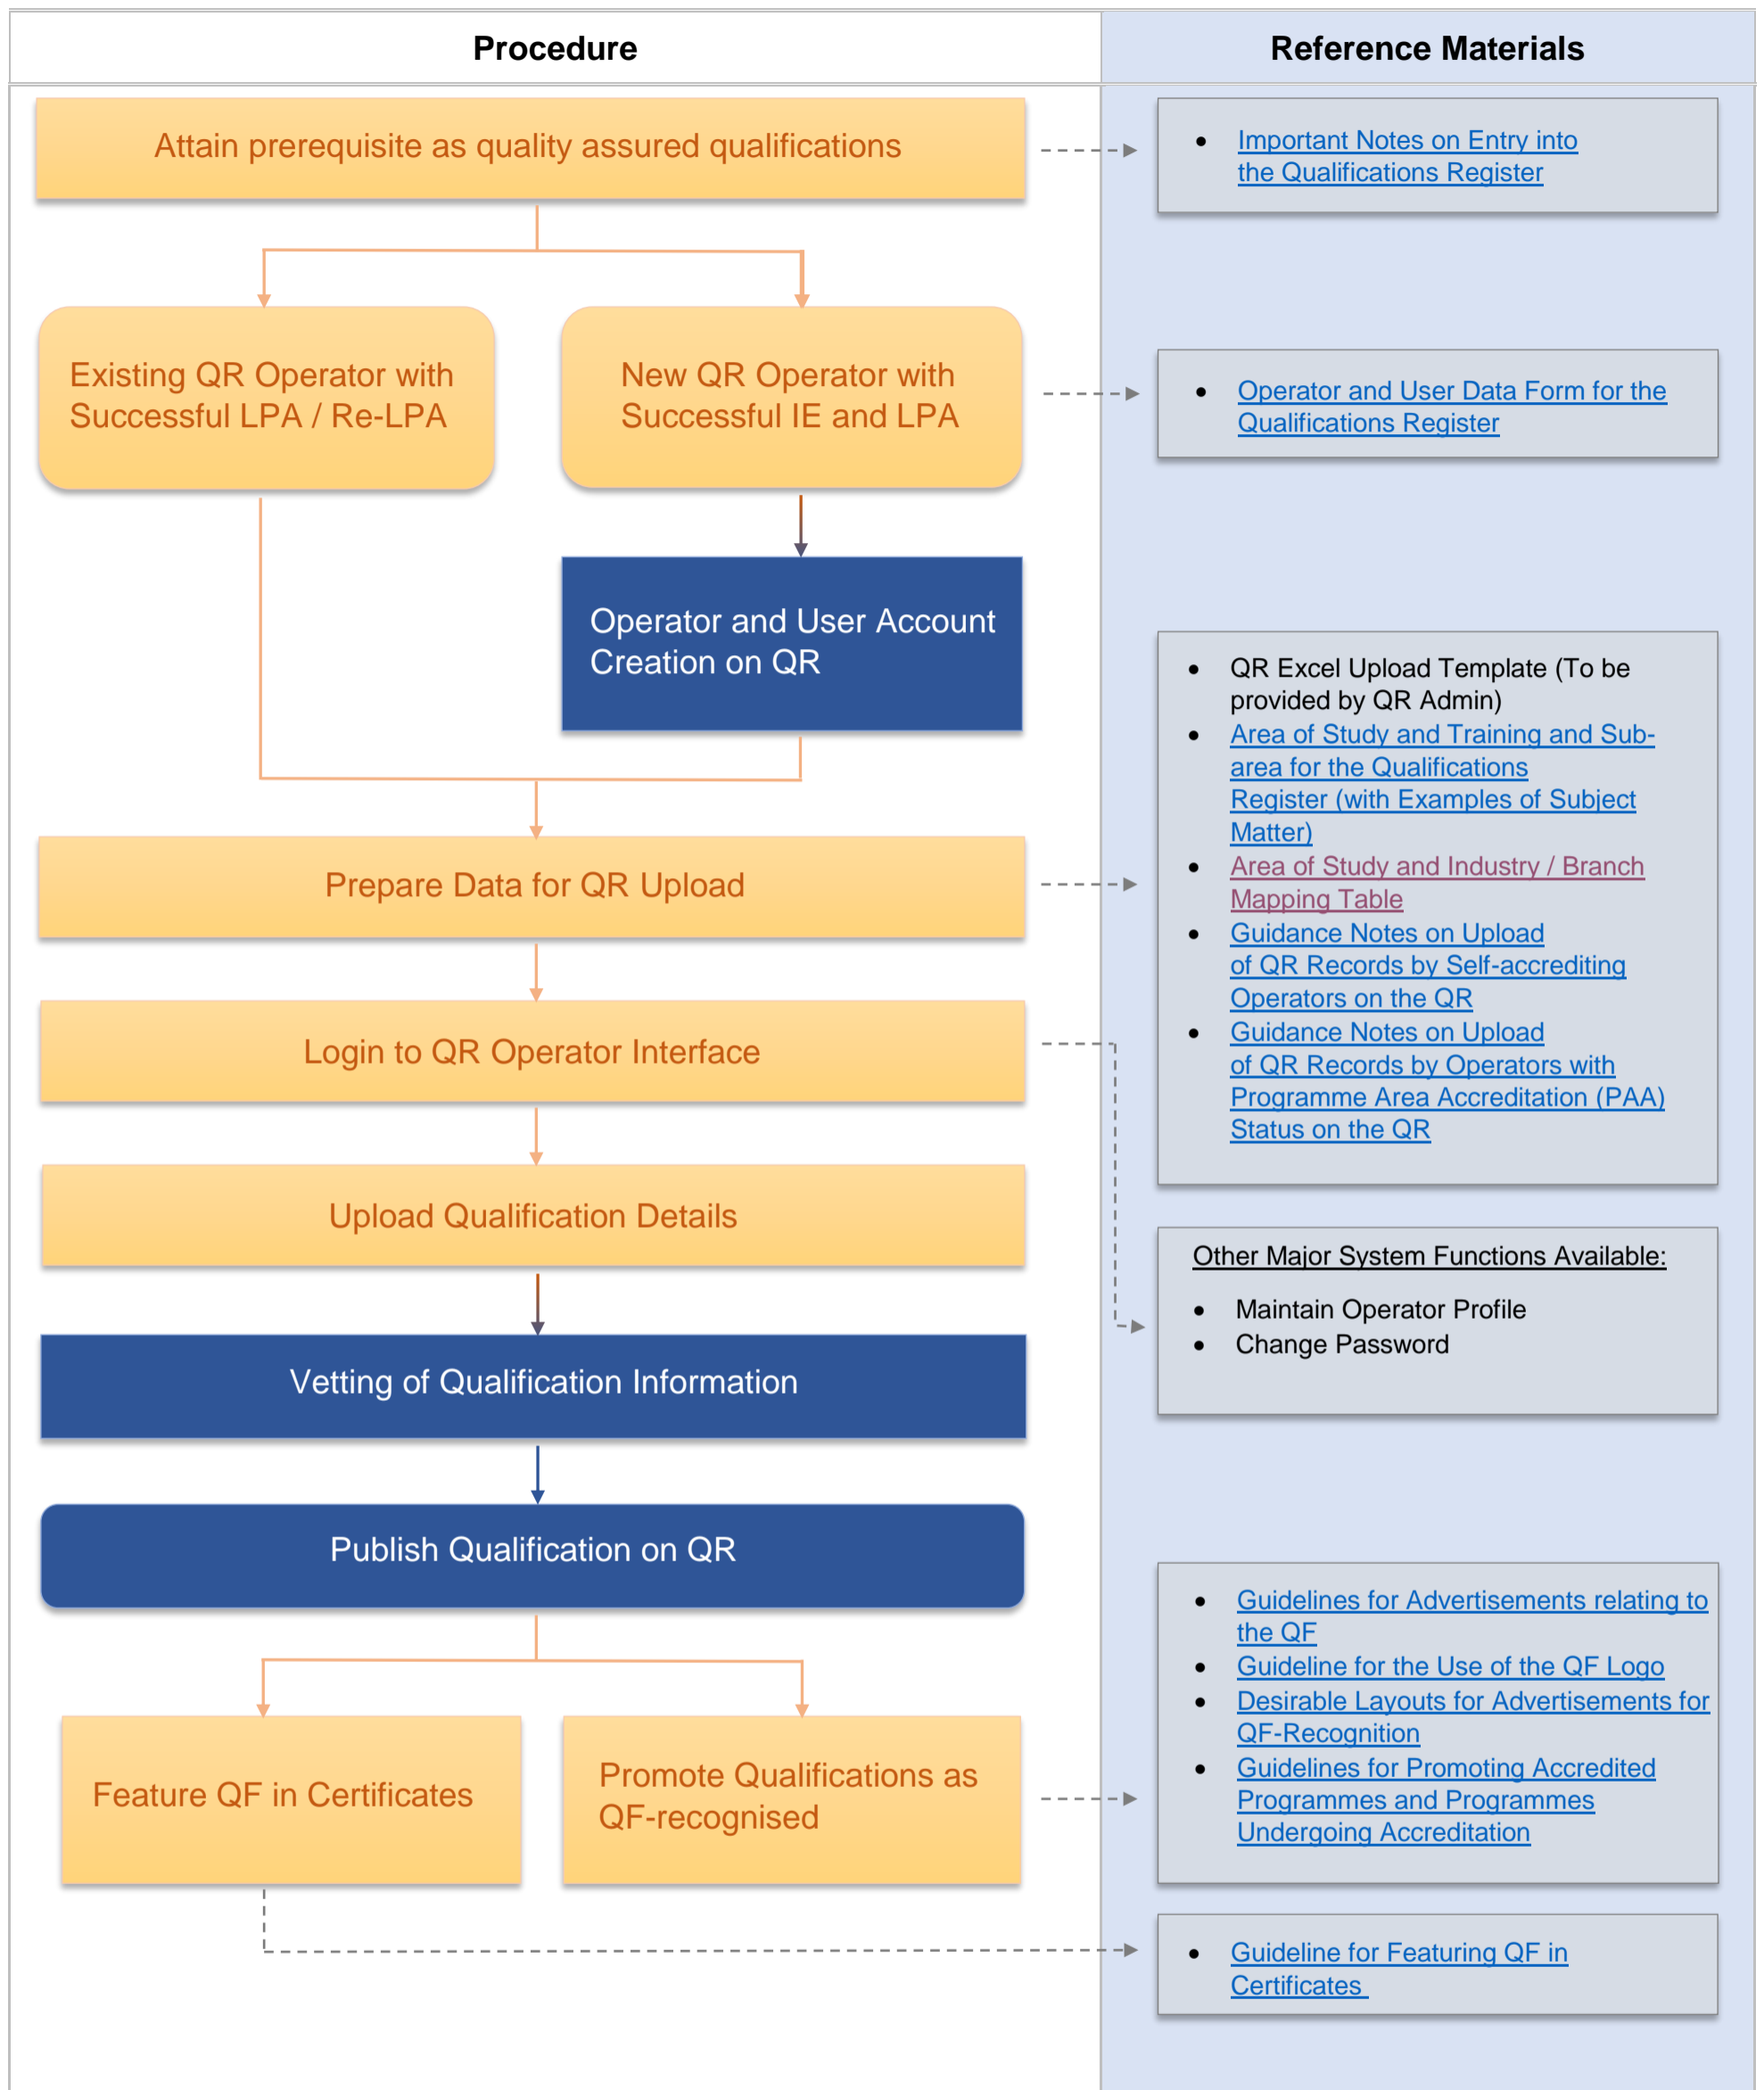 Procedure
Reference Materials
Attain prerequisite as quality assured qualifications
• Important Notes on Entry into
the Qualifications Register
Existing QR Operator with
Successful LPA / Re-LPA
New QR Operator with
Successful IE and LPA
• Operator and User Data Form for the
Qualifications Register
Operator and User Account
Creation on QR
Prepare Data for QR Upload
• QR Excel Upload Template (To be
provided by QR Admin)
• Area of Study and Training and Sub-
area for the Qualifications
Register (with Examples of Subject
Matter)
• Area of Study and Industry / Branch
Mapping Table
• Guidance Notes on Upload
of QR Records by Self-accrediting
Operators on the QR
• Guidance Notes on Upload
of QR Records by Operators with
Programme Area Accreditation (PAA)
Status on the QR
Login to QR Operator Interface
Other Major System Functions Available:
• Maintain Operator Profile
• Change Password
Upload Qualification Details
Vetting of Qualification Information
Publish Qualification on QR
Feature QF in Certificates
Promote Qualifications as
QF-recognised
• Guidelines for Advertisements relating to
the QF
• Guideline for the Use of the QF Logo
• Desirable Layouts for Advertisements for
QF-Recognition
• Guidelines for Promoting Accredited
Programmes and Programmes
Undergoing Accreditation
• Guideline for Featuring QF in
Certificates